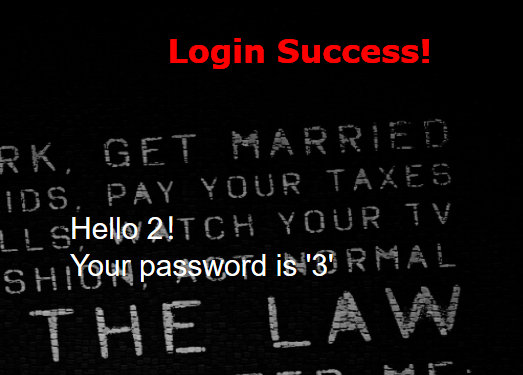 Login Success!
RK, GET MARRIED
IDS, PAY YOUR TAXES
LLS, WATCH YOUR TV
Hello 2!
SHION, ACT NORMAL
Your password is '3'
THE LAW
ME: